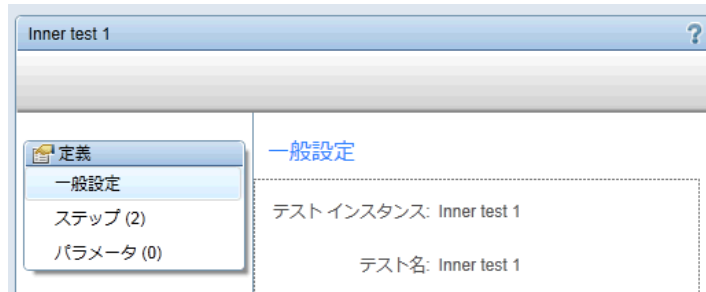 Inner test 1
?
定義
一般設定
ステップ (2)
パラメータ (0)
一般設定
テスト インスタンス: Inner test 1
テスト名: Inner test 1